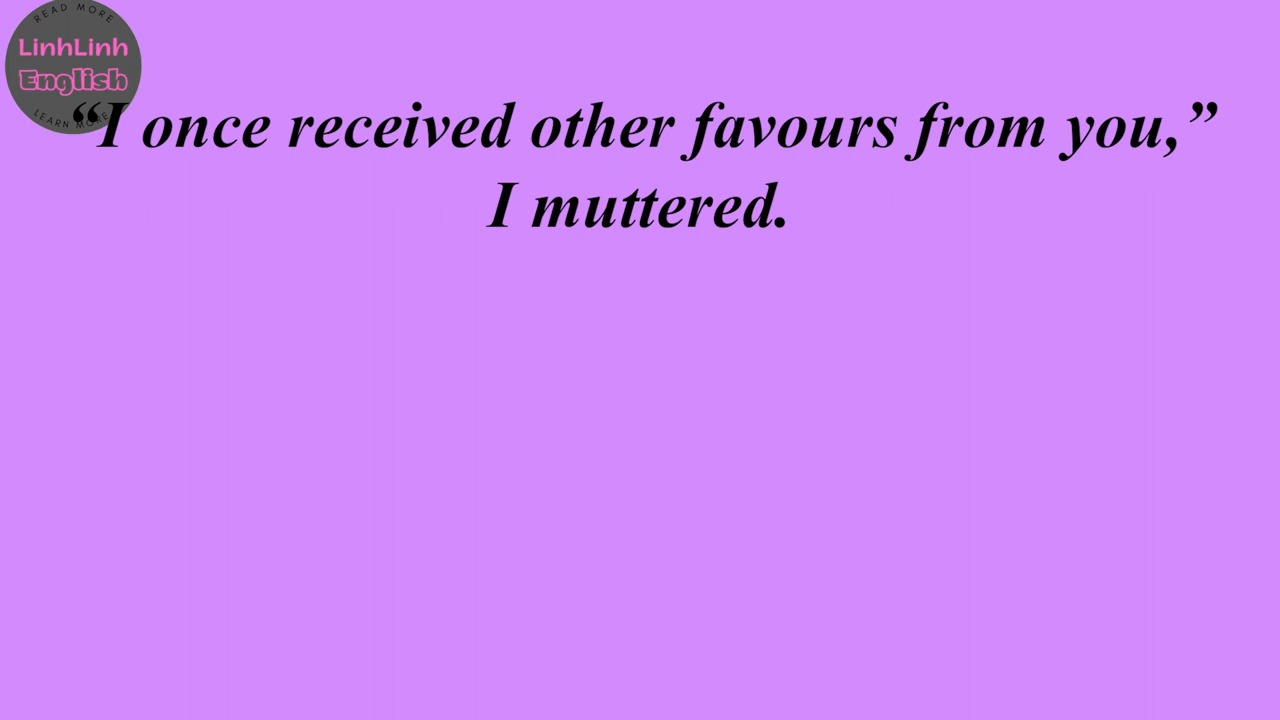 READ MORE
LinhLinh
English
LEARN MORE
“I once received other favours from you,”
I muttered.